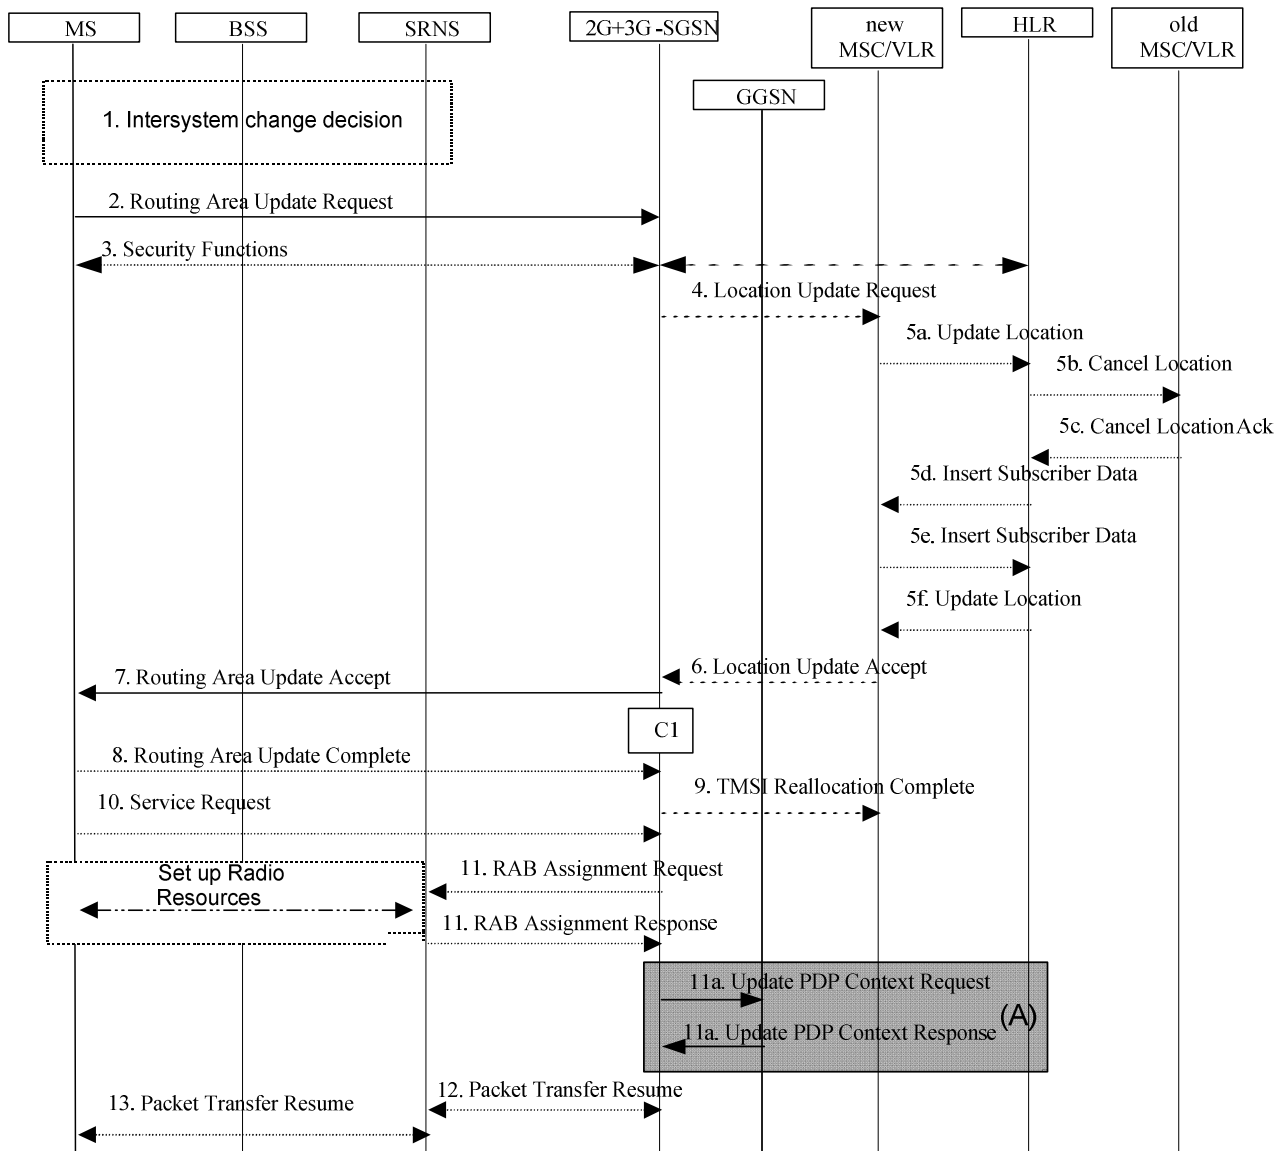 MS
BSS
SRNS
2G+3G -SGSN
new
MSC/VLR
HLR
old
MSC/VLR
GGSN
1. Intersystem change decision
2. Routing Area Update Request
3. Security Functions
4. Location Update Request
5a. Update Location
5b. Cancel Location
5c. Cancel Location Ack
5d. Insert Subscriber Data
5e. Insert Subscriber Data
5f. Update Location
6. Location Update Accept
7. Routing Area Update Accept
C1
8. Routing Area Update Complete
9. TMSI Reallocation Complete
10. Service Request
11. RAB Assignment Request
Set up Radio
Resources
11. RAB Assignment Response
11a. Update PDP Context Request
(A)
11a. Update PDP Context Response
12. Packet Transfer Resume
13. Packet Transfer Resume